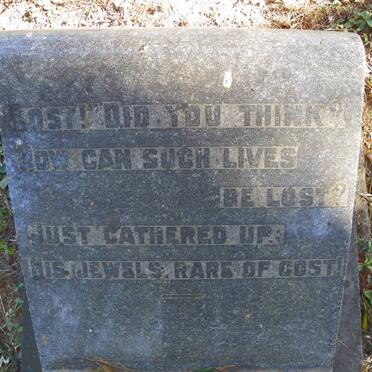 LOST! DID YOU THINK?
HOW CAN SUCH LIVES
BE LOST?
JUST GATHERED UP:
HIS JEWELS, RARE OF COST!